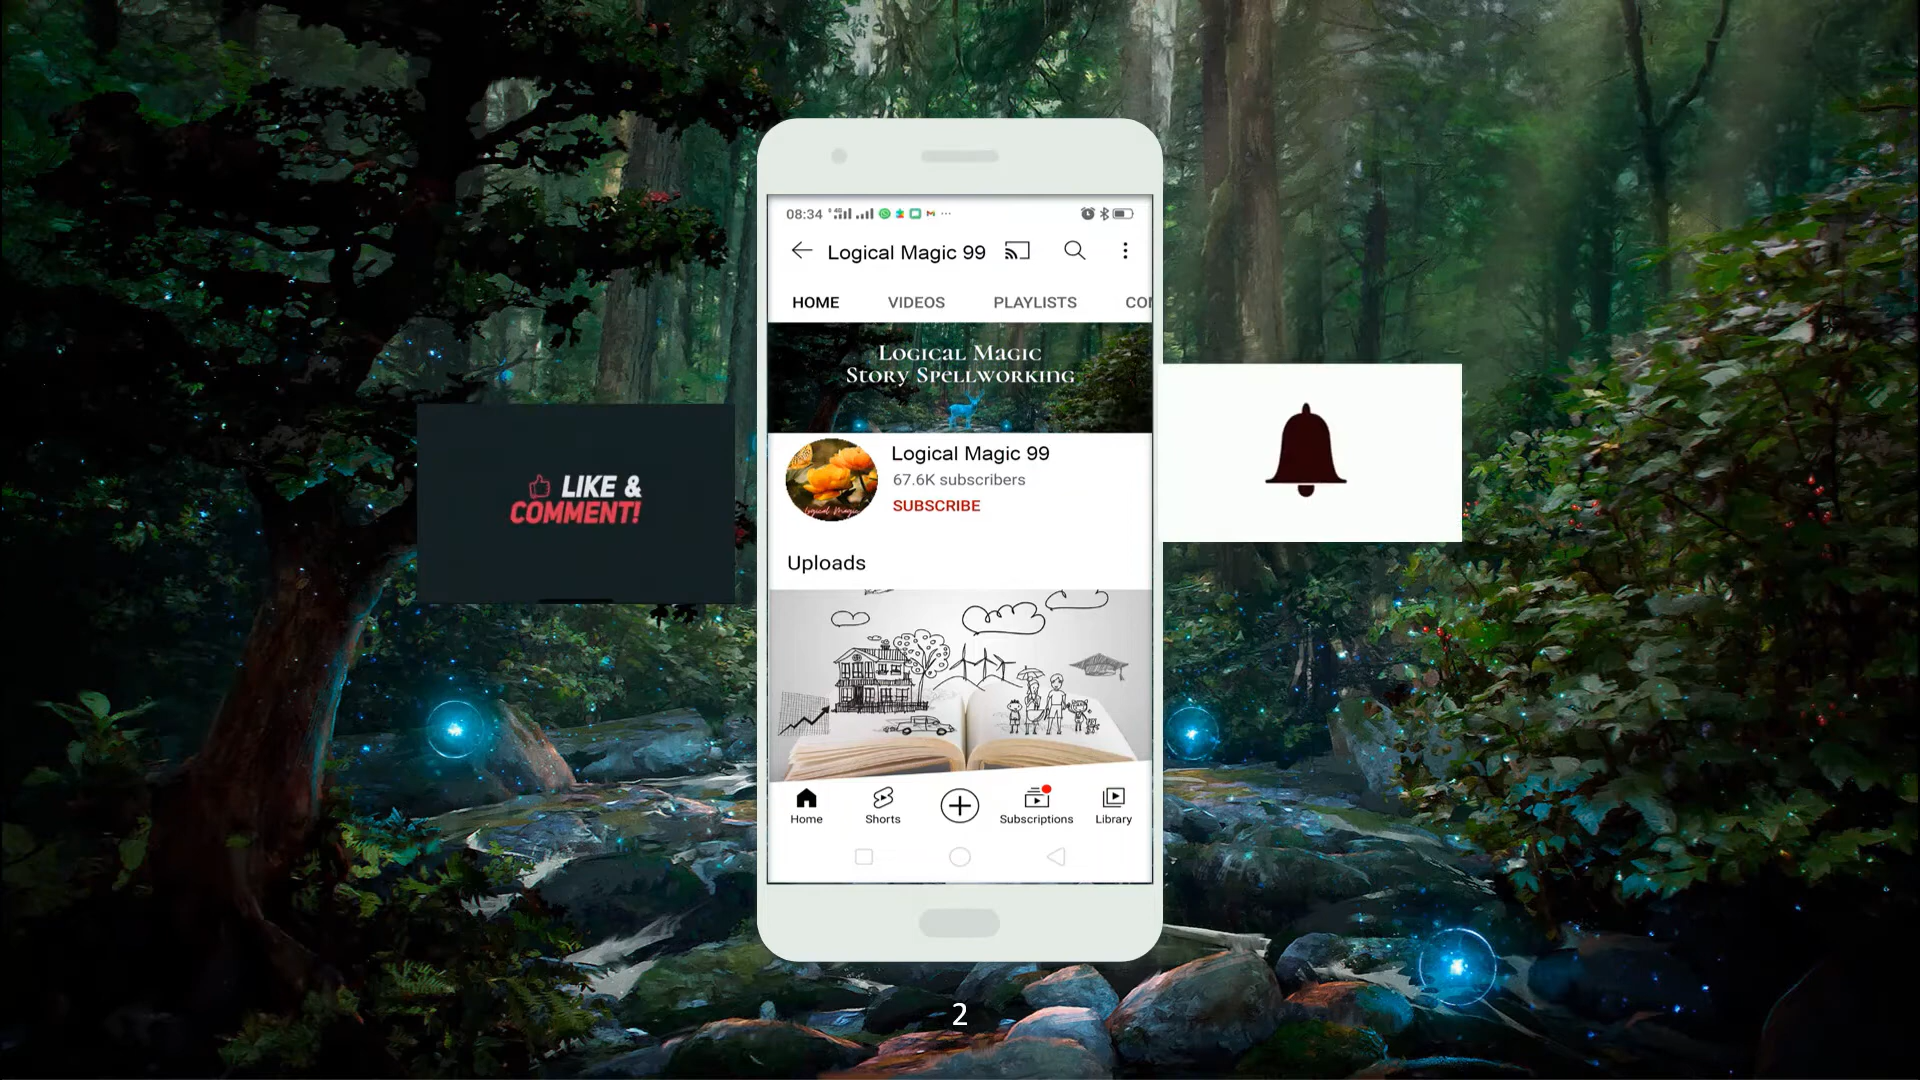 08:34
Logical Magic 99
HOME VIDEOS PLAYLISTS CO
Logical Magic
Story Spellworking
Logical Magic 99
67.6K subscribers
SUBSCRIBE
LIKE &
COMMENT!
Uploads
Home Shorts Subscriptions Library
2